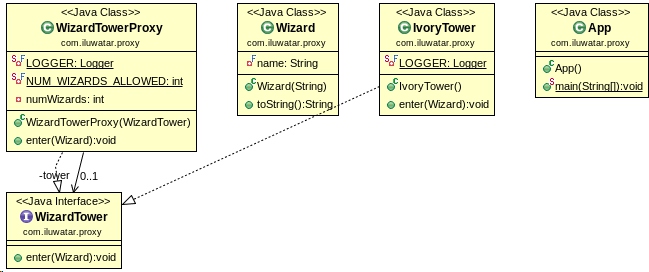 <<Java Class>>
WizardTowerProxy
com.iluwatar.proxy
LOGGER: Logger
NUM_WIZARDS_ALLOWED: int
numWizards: int
WizardTowerProxy(WizardTower)
enter(Wizard):void
<<Java Class>>
Wizard
com.iluwatar.proxy
name: String
Wizard(String)
toString():String
<<Java Class>>
IvoryTower
com.iluwatar.proxy
LOGGER: Logger
IvoryTower()
enter(Wizard):void
<<Java Class>>
App
com.iluwatar.proxy
App()
main(String[]):void
-tower
0..1
<<Java Interface>>
WizardTower
com.iluwatar.proxy
enter(Wizard):void